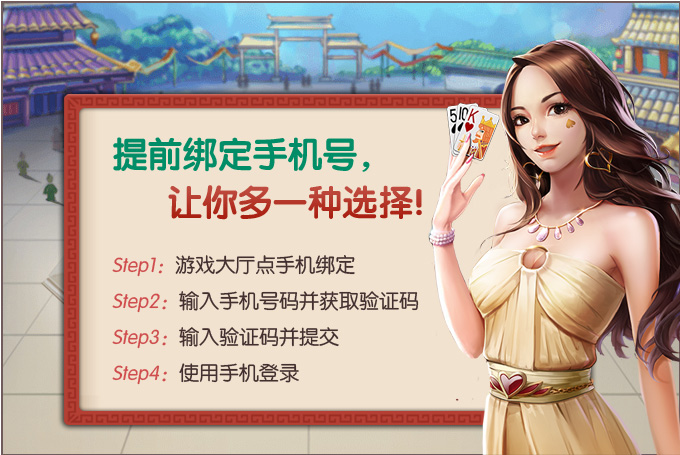 提前绑定手机号，
让你多一种选择!
Step1：游戏大厅点手机绑定
Step2：输入手机号码并获取验证码
Step3：输入验证码并提交
Step4：使用手机登录
5 10 K